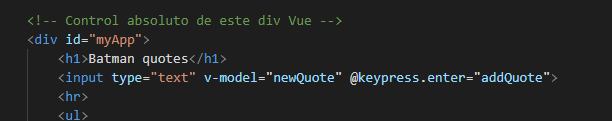 <!-- Control absoluto de este div Vue -->
<div id="myApp">
<h1>Batman quotes</h1>
<input type="text" v-model="newQuote" @keypress.enter="addQuote">
<hr>
<ul>